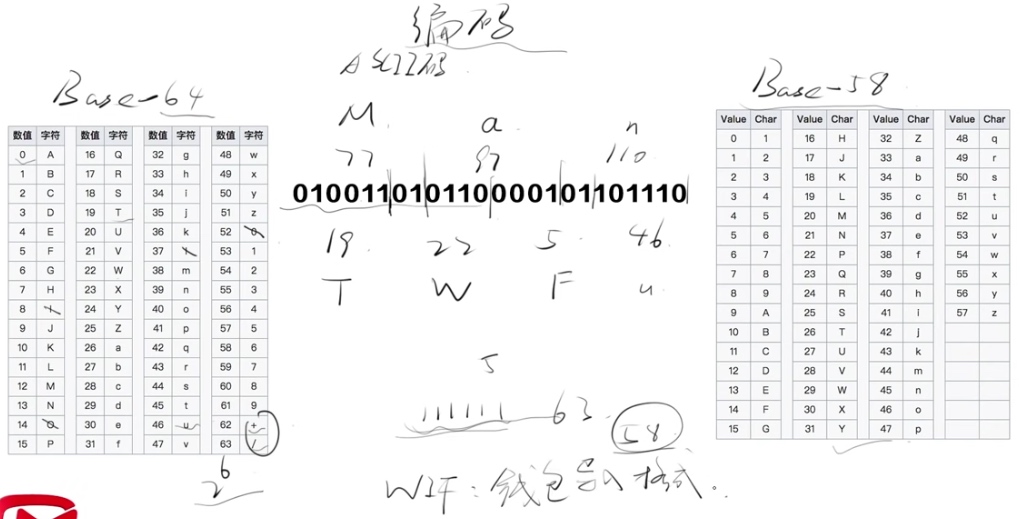 编码
ASCII码
Base-64
Base-58
M a n
77 97 110
010011010110000101101110
19 22 5 46
T W F u
5
111111 63
58
WIF：钱包导入格式。
2^6
数值 字符 数值 字符 数值 字符 数值 字符
0 A 16 Q 32 g 48 w
1 B 17 R 33 h 49 x
2 C 18 S 34 i 50 y
3 D 19 T 35 j 51 z
4 E 20 U 36 k 52 0
5 F 21 V 37 l 53 1
6 G 22 W 38 m 54 2
7 H 23 X 39 n 55 3
8 I 24 Y 40 o 56 4
9 J 25 Z 41 p 57 5
10 K 26 a 42 q 58 6
11 L 27 b 43 r 59 7
12 M 28 c 44 s 60 8
13 N 29 d 45 t 61 9
14 O 30 e 46 u 62 +
15 P 31 f 47 v 63 /
Value Char Value Char Value Char Value Char
0 1 16 H 32 Z 48 q
1 2 17 J 33 a 49 r
2 3 18 K 34 b 50 s
3 4 19 L 35 c 51 t
4 5 20 M 36 d 52 u
5 6 21 N 37 e 53 v
6 7 22 P 38 f 54 w
7 8 23 Q 39 g 55 x
8 9 24 R 40 h 56 y
9 A 25 S 41 i 57 z
10 B 26 T 42 j
11 C 27 U 43 k
12 D 28 V 44 m
13 E 29 W 45 n
14 F 30 X 46 o
15 G 31 Y 47 p